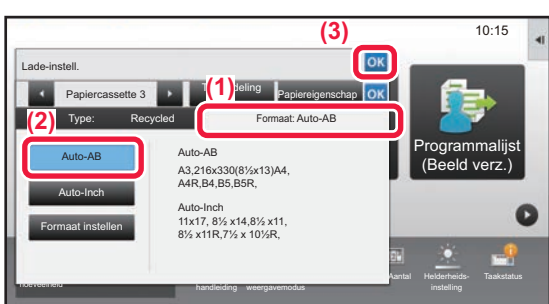 (3)
10:15
Lade-instell.
OK
(1)
Papiercassette 3
deling
Papiereigenschap
OK
(2)
Type: Recycled
Formaat: Auto-AB
Auto-AB
Auto-Inch
Formaat instellen
Auto-AB
A3,216x330(8½x13)A4,
A4R,B4,B5,B5R,
Auto-Inch
11x17, 8½ x14,8½ x11,
8½ x11R,7½ x 10½R,
Programmalijst
(Beeld verz.)
handleiding
weergavemodus
Aantal
Helderheids-
instelling
Taakstatus